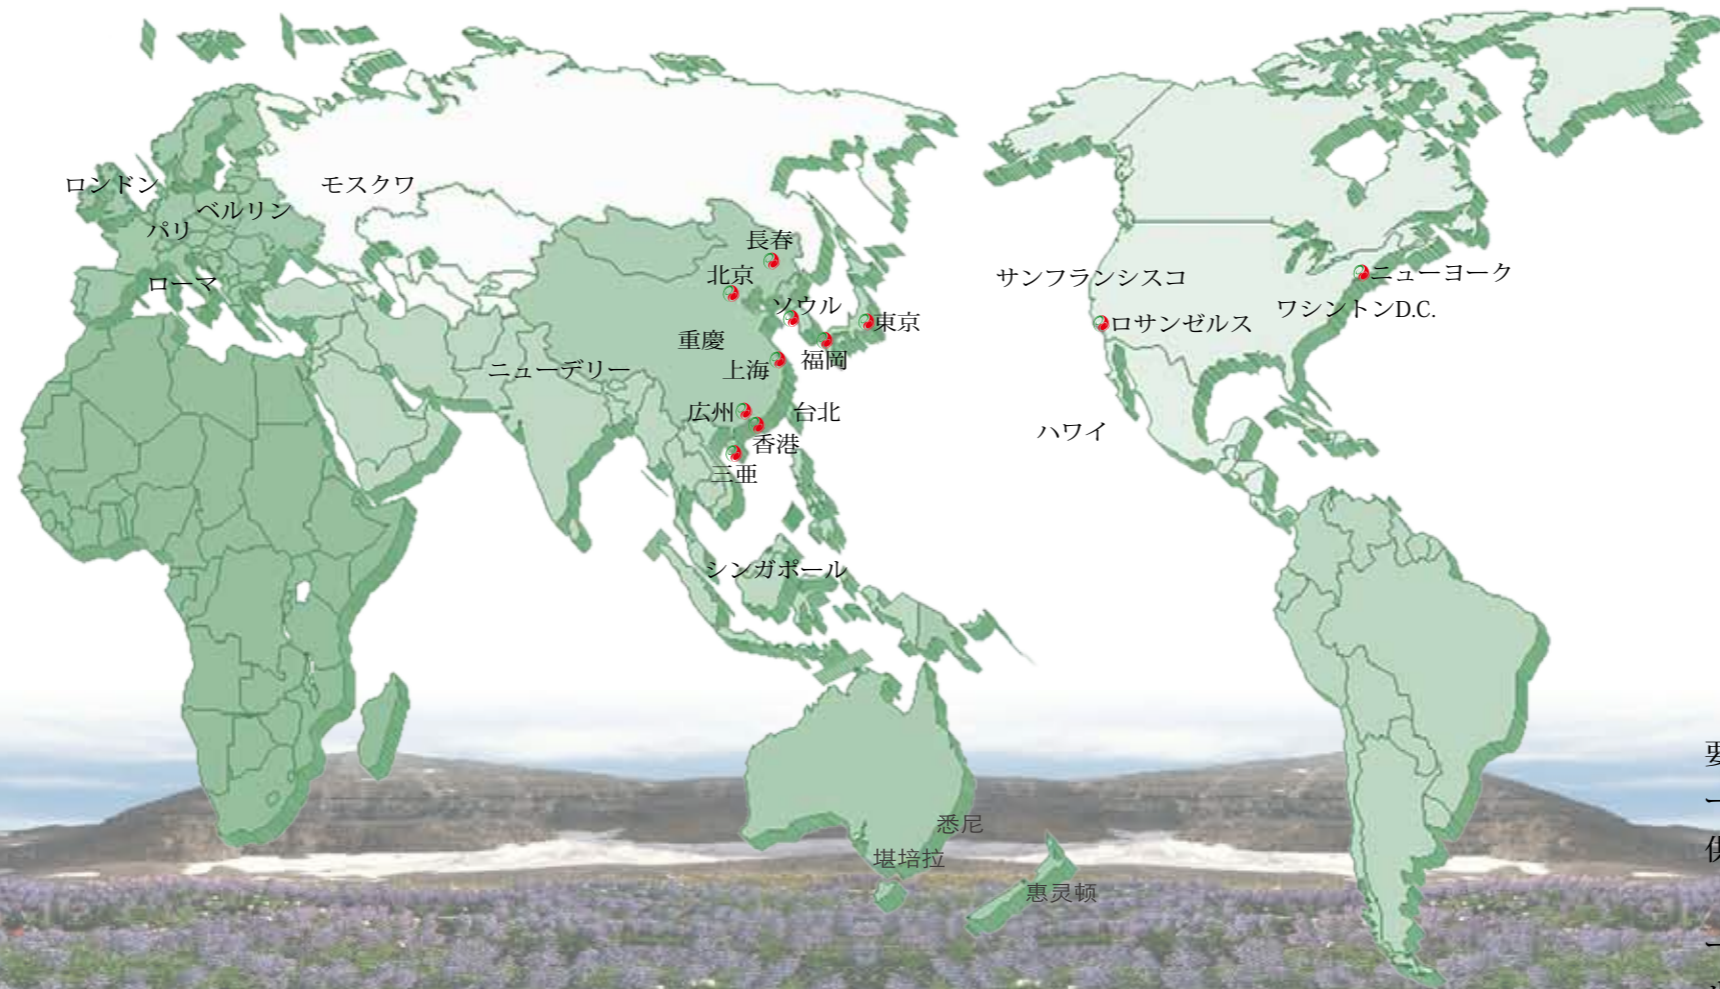 ロンドン
モスクワ
ベルリン
パリ
ローマ
長春
北京
ソウル
東京
重慶
福岡
上海
ニューデリー
広州
台北
香港
三亜
シンガポール
サンフランシスコ
ニューヨーク
ワシントンD.C.
ロサンゼルス
ハワイ
悉尼
堪培拉
惠灵顿